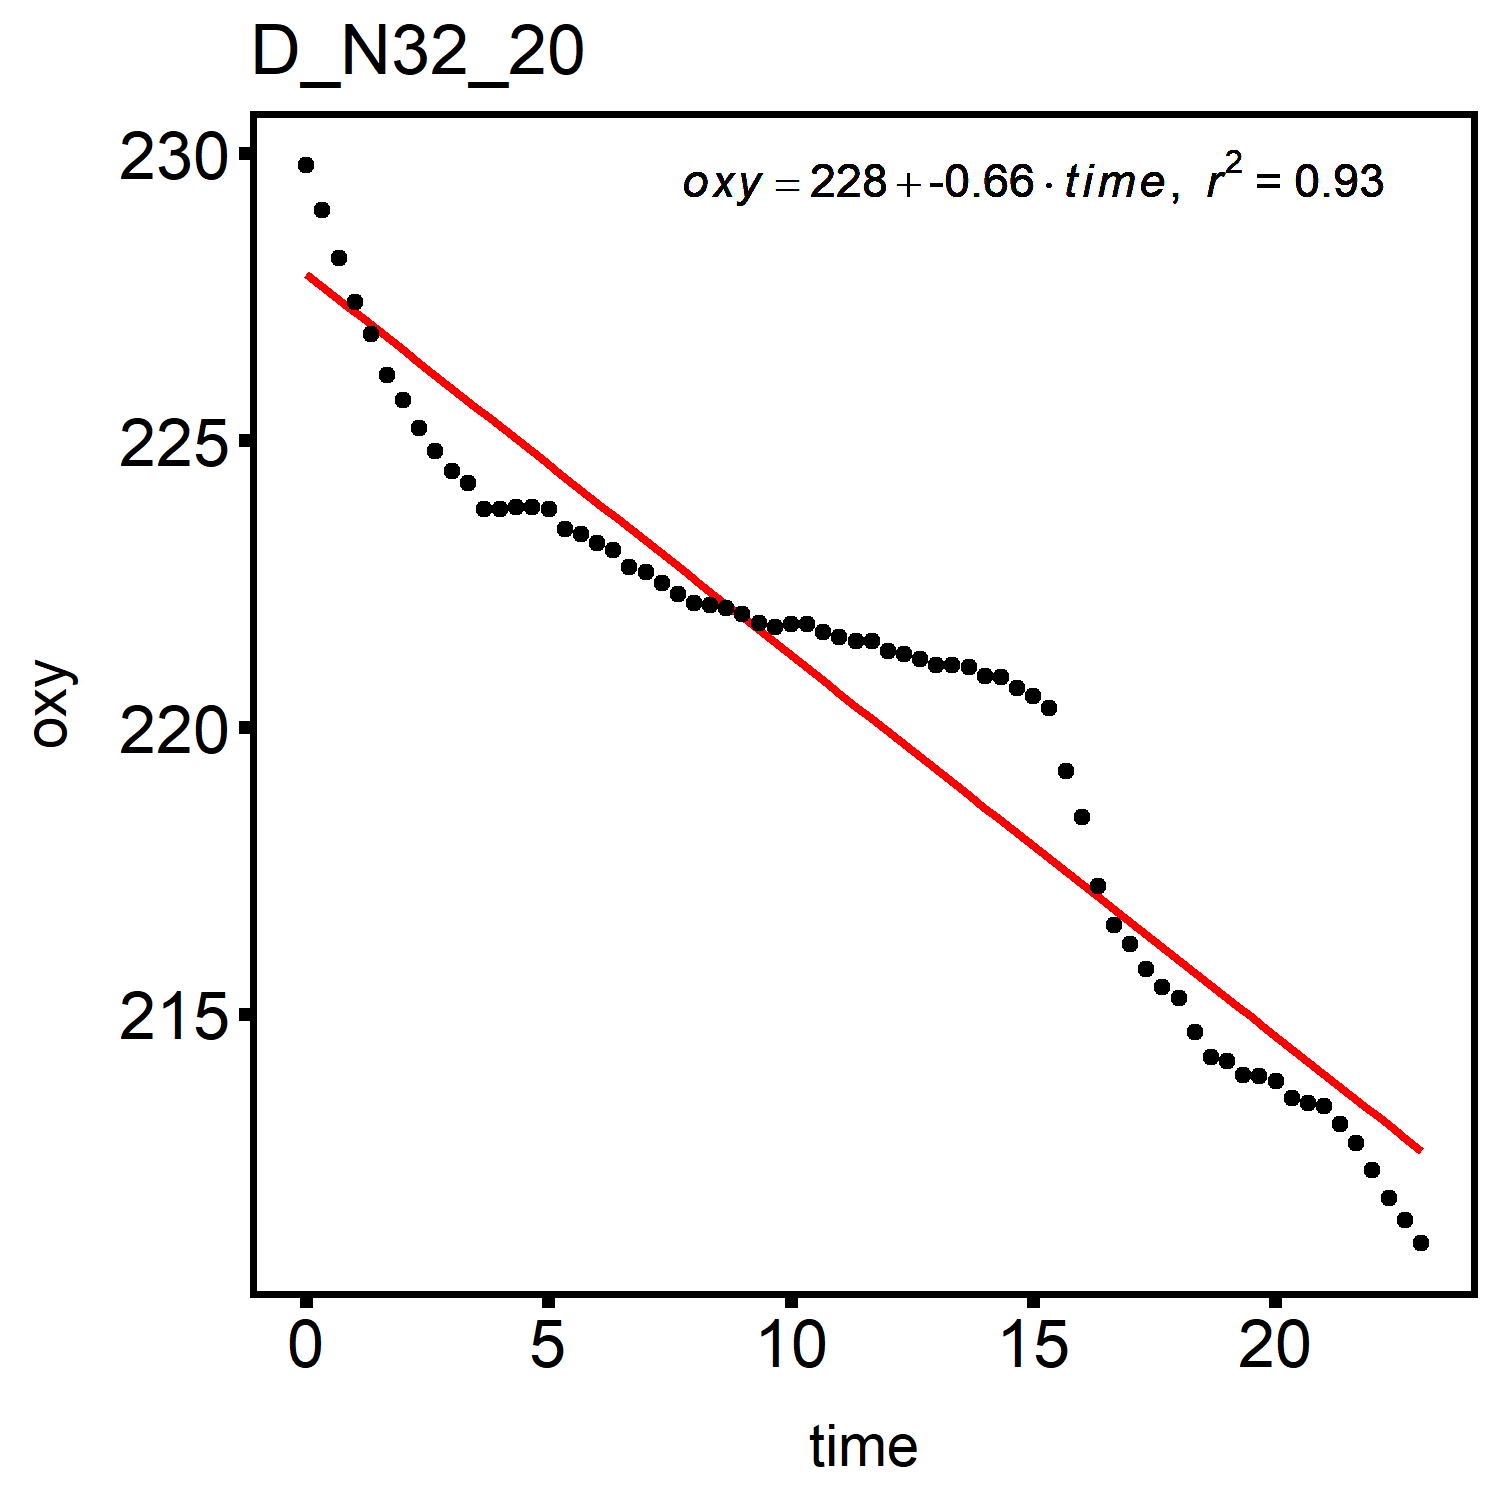 D_N32_20
oxy = 228 + -0.66 · time, r² = 0.93
230
225
220
215
oxy
0 5 10 15 20
time